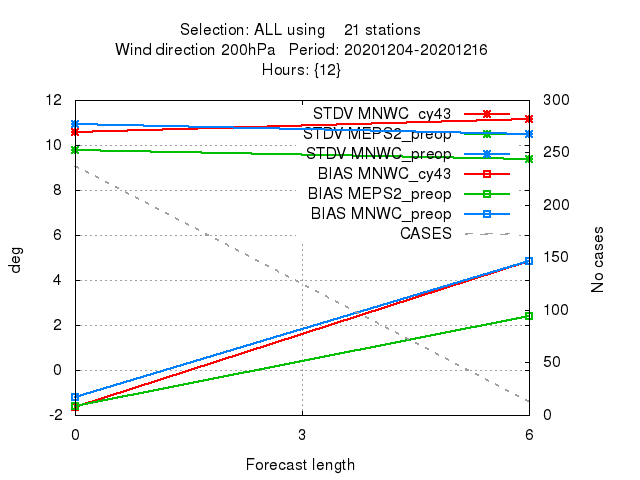 Selection: ALL using 21 stations
Wind direction 200hPa Period: 20201204-20201216
Hours: {12}
12
10
8
6
4
2
0
-2
deg
300
250
200
150
100
50
0
No cases
STDV MNWC_cy43
STDV MEPS2_preop
STDV MNWC_preop
BIAS MNWC_cy43
BIAS MEPS2_preop
BIAS MNWC_preop
CASES
0 3 6
Forecast length